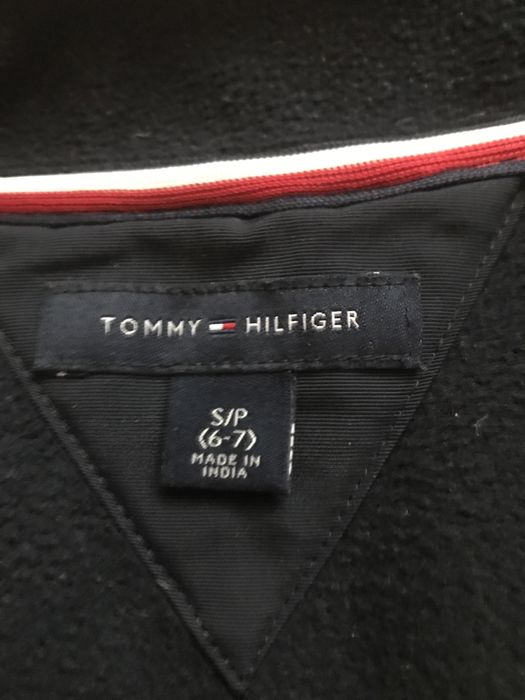 TOMMY HILFIGER
S/P
(6-7)
MADE IN
INDIA